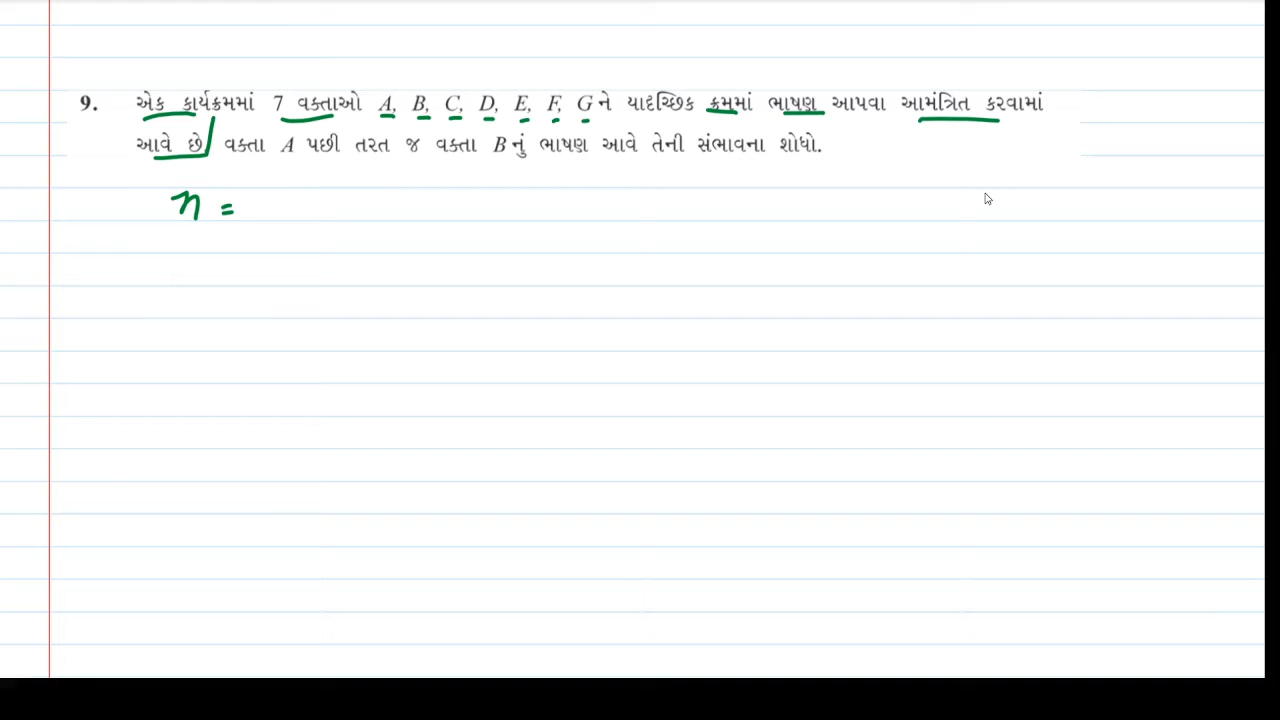 9. એક કાર્યક્રમમાં 7 વક્તાઓ A, B, C, D, E, F, G ને યાદચ્છિક ક્રમમાં ભાષણ આપવા આમંત્રિત કરવામાં
આવે છે વક્તા A પછી તરત જ વક્તા B નું ભાષણ આવે તેની સંભાવના શોધો.
n =